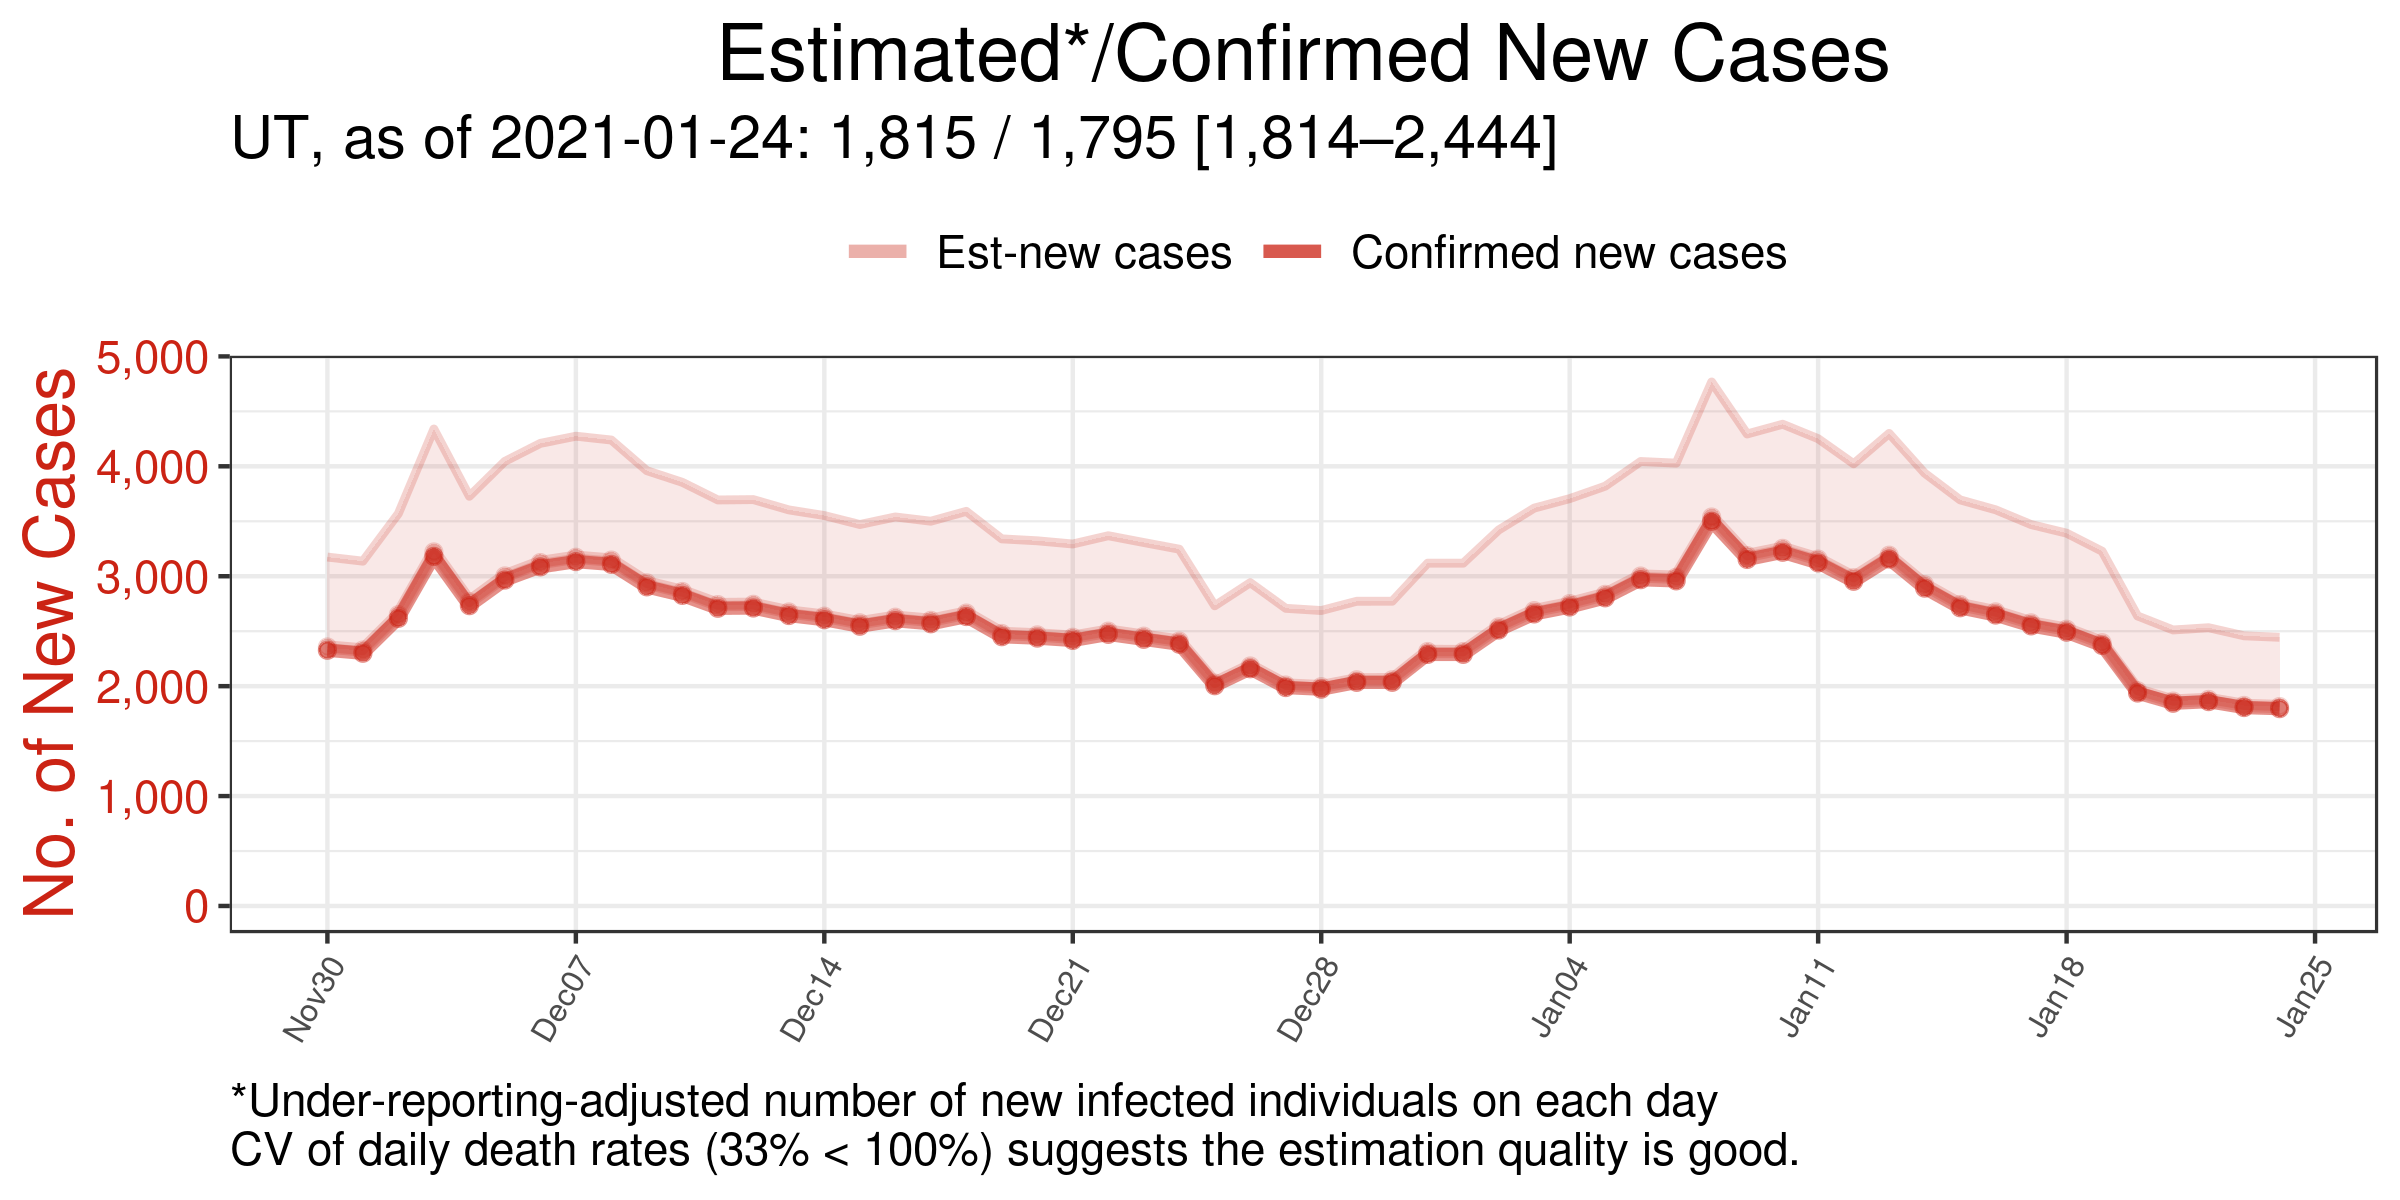 Estimated*/Confirmed New Cases
UT, as of 2021-01-24: 1,815 / 1,795 [1,814–2,444]
Est-new cases Confirmed new cases
No. of New Cases
5,000
4,000
3,000
2,000
1,000
0
Nov30 Dec07 Dec14 Dec21 Dec28 Jan04 Jan11 Jan18 Jan25
*Under-reporting-adjusted number of new infected individuals on each day
CV of daily death rates (33% < 100%) suggests the estimation quality is good.